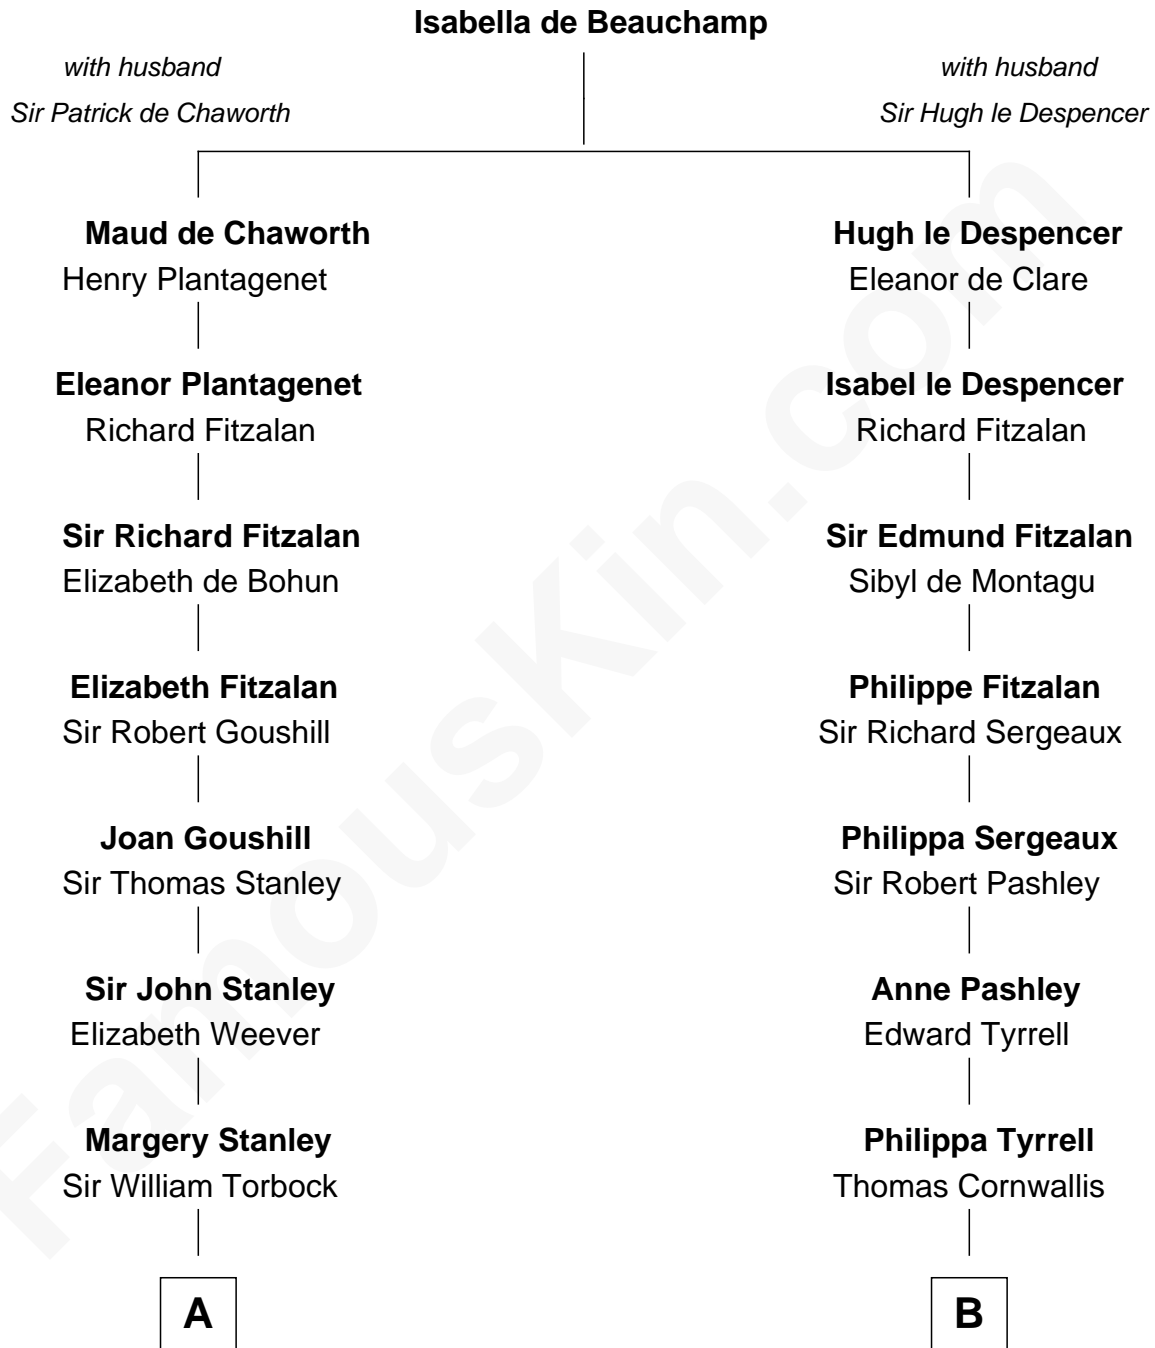 Isabella de Beauchamp
with husband
Sir Patrick de Chaworth
with husband
Sir Hugh le Despencer
Maud de Chaworth
Henry Plantagenet
Hugh le Despencer
Eleanor de Clare
Eleanor Plantagenet
Richard Fitzalan
Isabel le Despencer
Richard Fitzalan
Sir Richard Fitzalan
Elizabeth de Bohun
Sir Edmund Fitzalan
Sibyl de Montagu
Elizabeth Fitzalan
Sir Robert Goushill
Philippe Fitzalan
Sir Richard Sergeaux
Joan Goushill
Sir Thomas Stanley
Philippa Sergeaux
Sir Robert Pashley
Sir John Stanley
Elizabeth Weever
Anne Pashley
Edward Tyrrell
Margery Stanley
Sir William Torbock
Philippa Tyrrell
Thomas Cornwallis
A
B
FamousKin.com